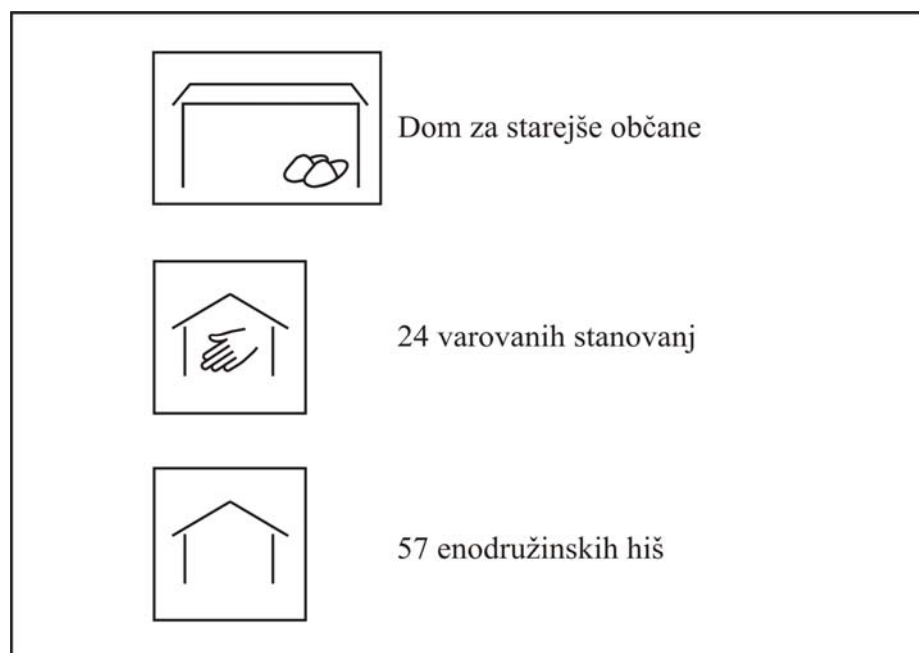 Dom za starejše občane
24 varovanih stanovanj
57 enodružinskih hiš